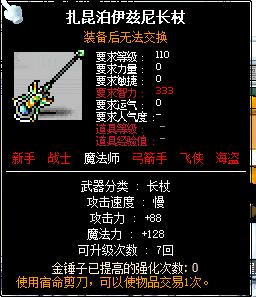 扎昆泊伊兹尼长杖
装备后无法交换
要求等级： 110
要求力量： 0
要求敏捷： 0
要求智力： 333
要求运气： 0
要求人气度： -
道具等级： -
道具经验值： -
新手 战士 魔法师 弓箭手 飞侠 海盗
武器分类 ： 长杖
攻击速度 ： 慢
攻击力 ： +88
魔法力 ： +128
可升级次数 ： 7回
金锤子已提高的强化次数: 0
使用宿命剪刀，可以使物品交易1次。